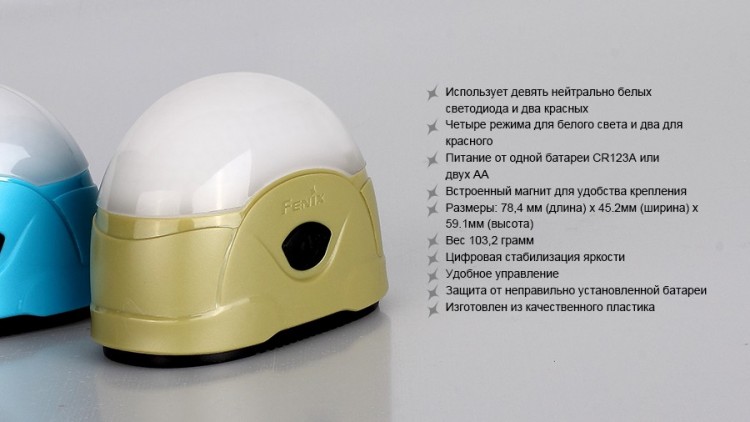 FENIX
Использует девять нейтрально белых
светодиода и два красных
Четыре режима для белого света и два для
красного
Питание от одной батареи CR123A или
двух AA
Встроенный магнит для удобства крепления
Размеры: 78,4 мм (длина) x 45.2мм (ширина) x
59.1мм (высота)
Вес 103,2 грамм
Цифровая стабилизация яркости
Удобное управление
Защита от неправильно установленной батареи
Изготовлен из качественного пластика